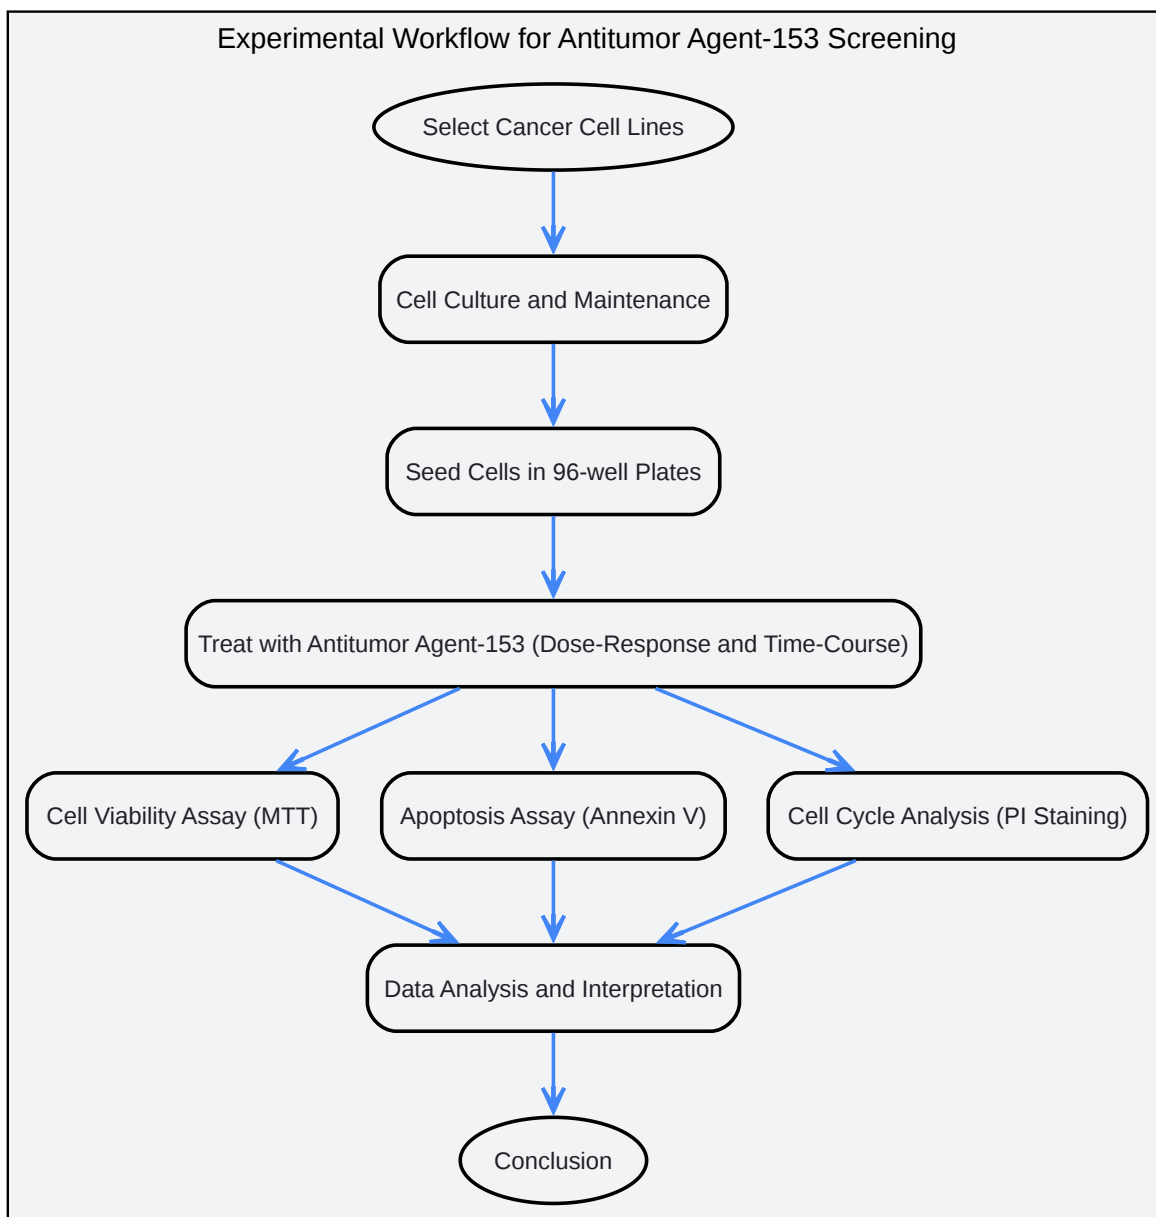 Experimental Workflow for Antitumor Agent-153 Screening
Select Cancer Cell Lines
Cell Culture and Maintenance
Seed Cells in 96-well Plates
Treat with Antitumor Agent-153 (Dose-Response and Time-Course)
Cell Viability Assay (MTT)
Apoptosis Assay (Annexin V)
Cell Cycle Analysis (PI Staining)
Data Analysis and Interpretation
Conclusion